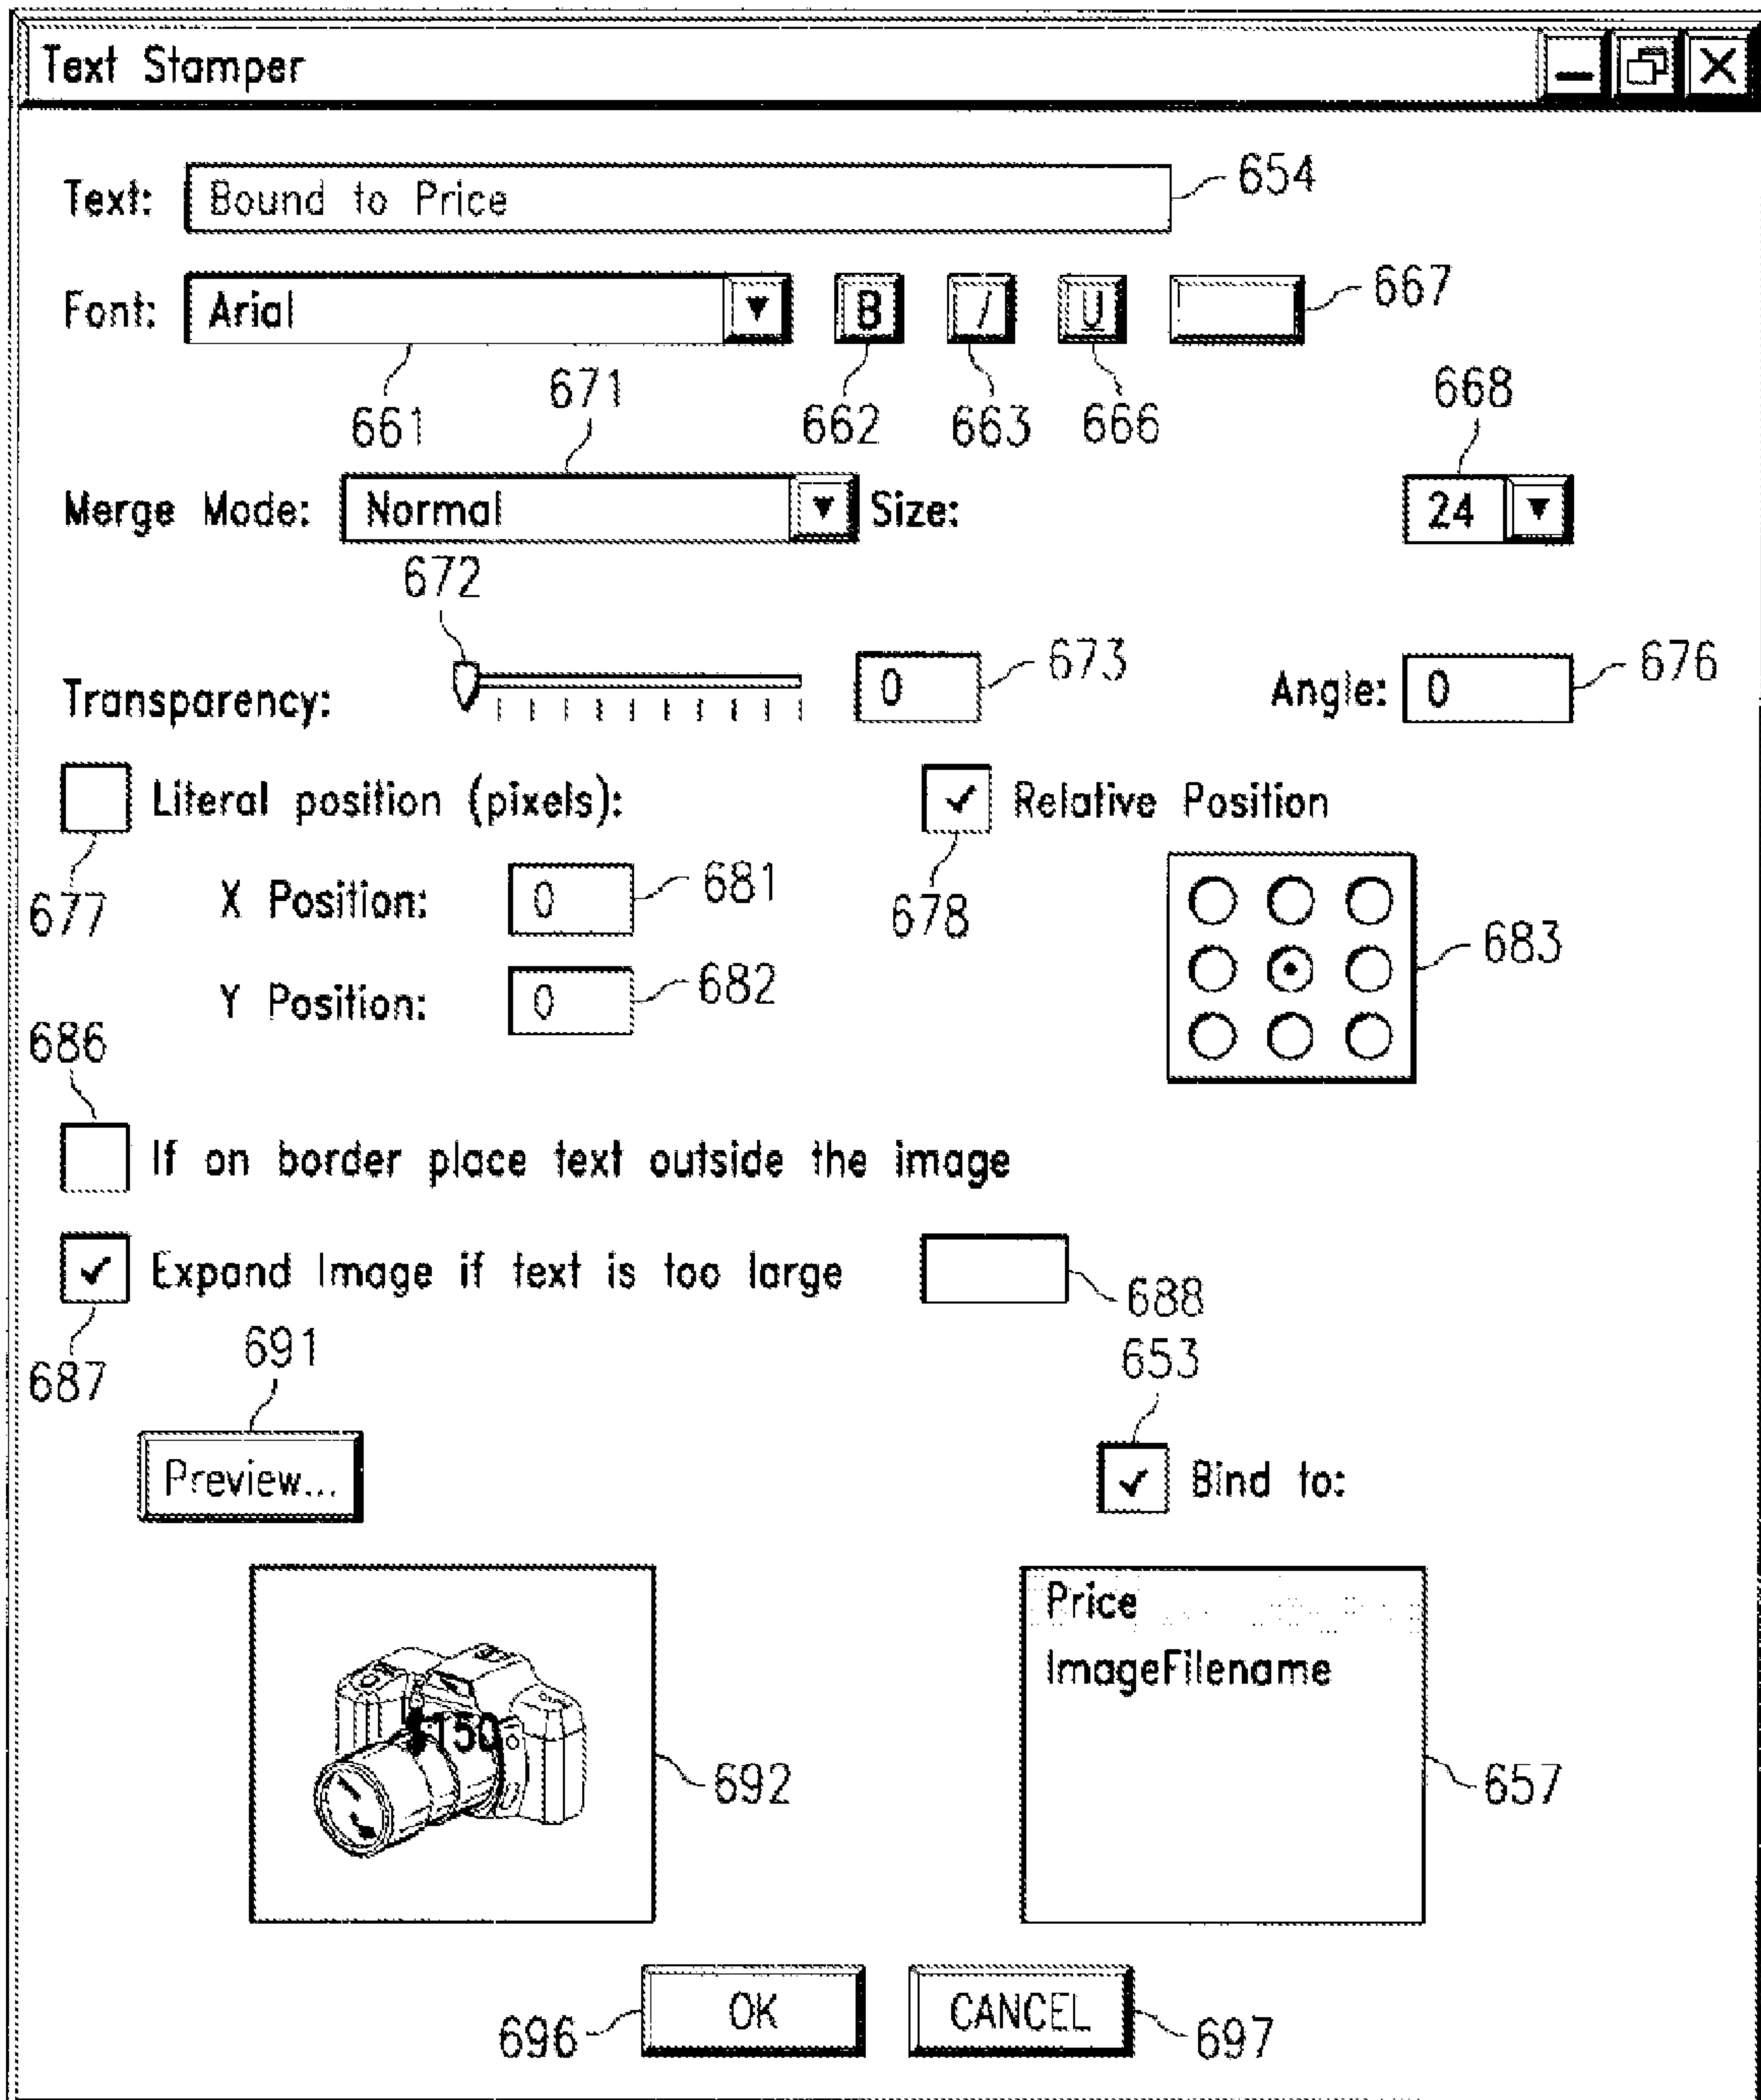 Text Stamper
Text: Bound to Price 654
Font: Arial B I U 667
661 671 662 663 666 668
Merge Mode: Normal Size: 24
672
Transparency: 0 673 Angle: 0 676
Literal position (pixels): Relative Position
677 X Position: 0 681 678 683
Y Position: 0 682
686
If on border place text outside the image
Expand Image if text is too large 688
687 691 653
Preview... Bind to:
Price
ImageFilename
150
692 657
OK CANCEL
696 697